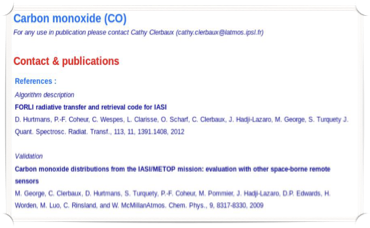 Carbon monoxide (CO)
For any use in publication please contact Cathy Clerbaux (cathy.clerbaux@latmos.ipsl.fr)
Contact & publications
References :
Algorithm description
FORLI radiative transfer and retrieval code for IASI
D. Hurtmans, P.-F. Coheur, C. Wespes, L. Clarisse, O. Scharf, C. Clerbaux, J. Hadji-Lazaro, M. George, S. Turquety J.
Quant. Spectrosc. Radiat. Transf., 113, 11, 1391.1408, 2012
Validation
Carbon monoxide distributions from the IASI/METOP mission: evaluation with other space-borne remote
sensors
M. George, C. Clerbaux, D. Hurtmans, S. Turquety, P.-F. Coheur, M. Pommier, J. Hadji-Lazaro, D.P. Edwards, H.
Worden, M. Luo, C. Rinsland, and W. McMillanAtmos. Chem. Phys., 9, 8317-8330, 2009